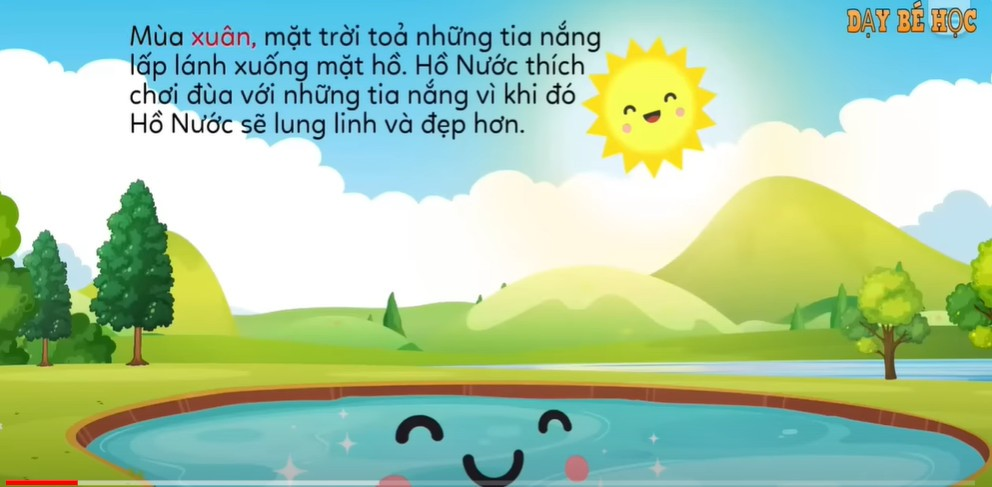 DẠY BÉ HỌC
Mùa xuân, mặt trời toả những tia nắng
lấp lánh xuống mặt hồ. Hồ Nước thích
chơi đùa với những tia nắng vì khi đó
Hồ Nước sẽ lung linh và đẹp hơn.